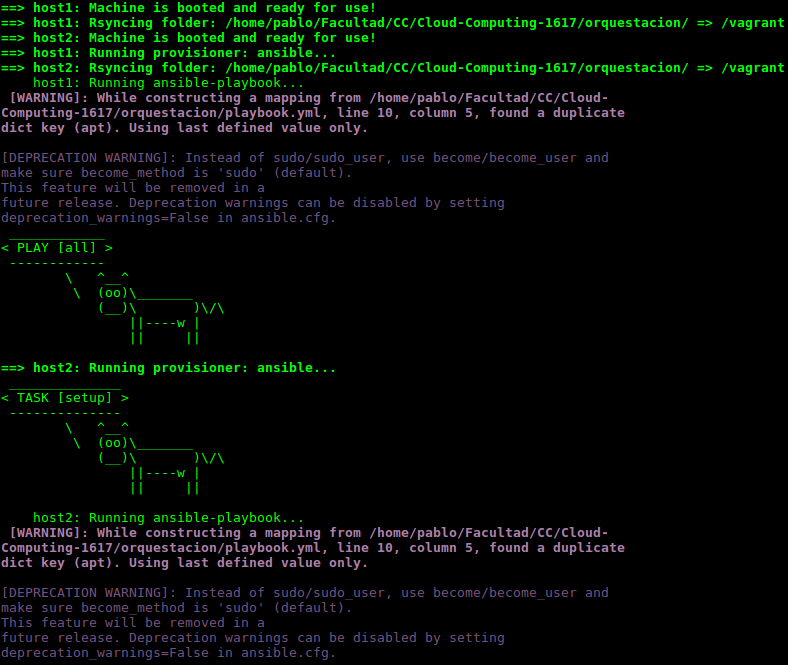 ==> host1: Machine is booted and ready for use!
==> host1: Rsyncing folder: /home/pablo/Facultad/CC/Cloud-Computing-1617/orquestacion/ => /vagrant
==> host2: Machine is booted and ready for use!
==> host1: Running provisioner: ansible...
==> host2: Rsyncing folder: /home/pablo/Facultad/CC/Cloud-Computing-1617/orquestacion/ => /vagrant
    host1: Running ansible-playbook...
 [WARNING]: While constructing a mapping from /home/pablo/Facultad/CC/Cloud-
Computing-1617/orquestacion/playbook.yml, line 10, column 5, found a duplicate
dict key (apt). Using last defined value only.

[DEPRECATION WARNING]: Instead of sudo/sudo_user, use become/become_user and
make sure become_method is 'sudo' (default).
This feature will be removed in a
future release. Deprecation warnings can be disabled by setting
deprecation_warnings=False in ansible.cfg.
 ____________
< PLAY [all] >
 ------------
        \   ^__^
         \  (oo)\_______
            (__)\       )\/\
                ||----w |
                ||     ||

==> host2: Running provisioner: ansible...
 ______________
< TASK [setup] >
 --------------
        \   ^__^
         \  (oo)\_______
            (__)\       )\/\
                ||----w |
                ||     ||

    host2: Running ansible-playbook...
 [WARNING]: While constructing a mapping from /home/pablo/Facultad/CC/Cloud-
Computing-1617/orquestacion/playbook.yml, line 10, column 5, found a duplicate
dict key (apt). Using last defined value only.

[DEPRECATION WARNING]: Instead of sudo/sudo_user, use become/become_user and
make sure become_method is 'sudo' (default).
This feature will be removed in a
future release. Deprecation warnings can be disabled by setting
deprecation_warnings=False in ansible.cfg.